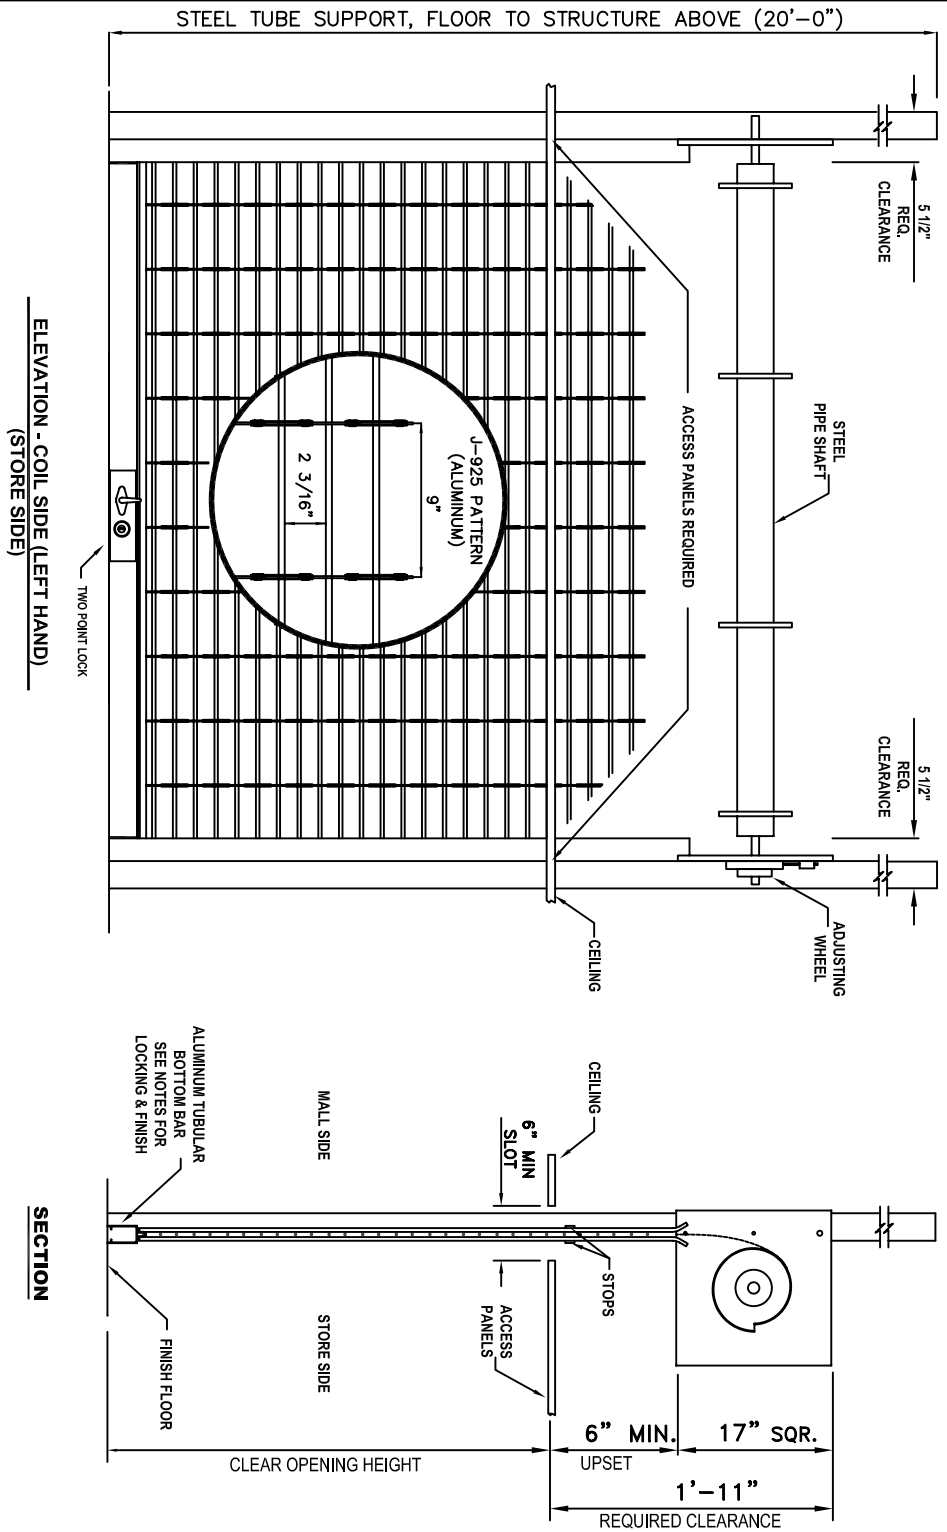 STEEL TUBE SUPPORT, FLOOR TO STRUCTURE ABOVE (20'-0")
5 1/2"
REQ.
CLEARANCE
STEEL
PIPE SHAFT
ACCESS PANELS REQUIRED
J-925 PATTERN
(ALUMINUM)
9"
2 3/16"
TWO POINT LOCK
ELEVATION - COIL SIDE (LEFT HAND)
(STORE SIDE)
5 1/2"
REQ.
CLEARANCE
ADJUSTING
WHEEL
CEILING
CEILING
6" MIN
SLOT
MALL SIDE
ALUMINUM TUBULAR
BOTTOM BAR
SEE NOTES FOR
LOCKING & FINISH
SECTION
STOPS
ACCESS
PANELS
STORE SIDE
FINISH FLOOR
CLEAR OPENING HEIGHT
6" MIN.
UPSET
17" SQR.
1'-11"
REQUIRED CLEARANCE